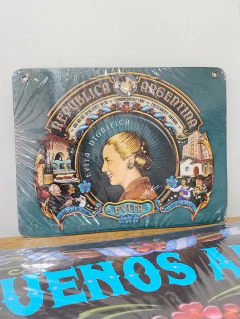 REPUBLICA ARGENTINA
EVITA DIGNIFICA
EVITA
UENOS A